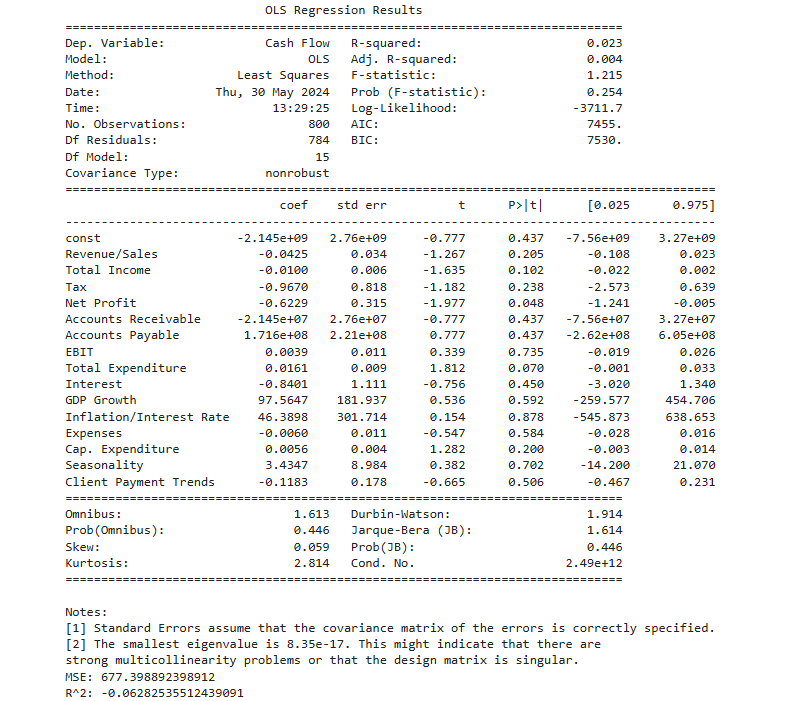 OLS Regression Results
==============================================================================
Dep. Variable:              Cash Flow   R-squared:                       0.023
Model:                            OLS   Adj. R-squared:                  0.004
Method:                 Least Squares   F-statistic:                     1.215
Date:                Thu, 30 May 2024   Prob (F-statistic):              0.254
Time:                        13:29:25   Log-Likelihood:                -3711.7
No. Observations:                 800   AIC:                             7455.
Df Residuals:                     784   BIC:                             7530.
Df Model:                          15
Covariance Type:            nonrobust
===========================================================================================
                              coef    std err          t      P>|t|      [0.025      0.975]
-------------------------------------------------------------------------------------------
const                   -2.145e+09   2.76e+09     -0.777      0.437   -7.56e+09    3.27e+09
Revenue/Sales              -0.0425      0.034     -1.267      0.205      -0.108       0.023
Total Income               -0.0100      0.006     -1.635      0.102      -0.022       0.002
Tax                        -0.9670      0.818     -1.182      0.238      -2.573       0.639
Net Profit                 -0.6229      0.315     -1.977      0.048      -1.241      -0.005
Accounts Receivable     -2.145e+07   2.76e+07     -0.777      0.437   -7.56e+07    3.27e+07
Accounts Payable         1.716e+08   2.21e+08      0.777      0.437   -2.62e+08    6.05e+08
EBIT                        0.0039      0.011      0.339      0.735      -0.019       0.026
Total Expenditure           0.0161      0.009      1.812      0.070      -0.001       0.033
Interest                   -0.8401      1.111     -0.756      0.450      -3.020       1.340
GDP Growth                 97.5647    181.937      0.536      0.592    -259.577     454.706
Inflation/Interest Rate    46.3898    301.714      0.154      0.878    -545.873     638.653
Expenses                   -0.0060      0.011     -0.547      0.584      -0.028       0.016
Cap. Expenditure            0.0056      0.004      1.282      0.200      -0.003       0.014
Seasonality                 3.4347      8.984      0.382      0.702     -14.200      21.070
Client Payment Trends      -0.1183      0.178     -0.665      0.506      -0.467       0.231
==============================================================================
Omnibus:                        1.613   Durbin-Watson:                   1.914
Prob(Omnibus):                  0.446   Jarque-Bera (JB):                1.614
Skew:                           0.059   Prob(JB):                        0.446
Kurtosis:                       2.814   Cond. No.                     2.49e+12
==============================================================================
Notes:
[1] Standard Errors assume that the covariance matrix of the errors is correctly specified.
[2] The smallest eigenvalue is 8.35e-17. This might indicate that there are
strong multicollinearity problems or that the design matrix is singular.
MSE: 677.398892398912
R^2: -0.06282535512439091